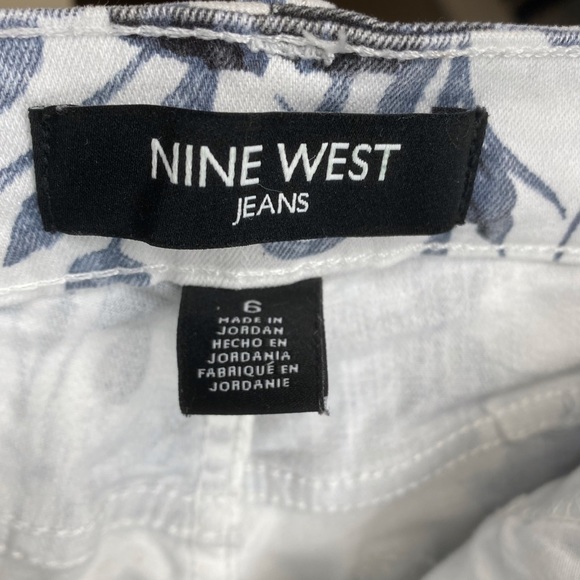 NINE WEST
JEANS
6
MADE IN
JORDAN
HECHO EN
JORDANIA
FABRIQUÉ EN
JORDANIE